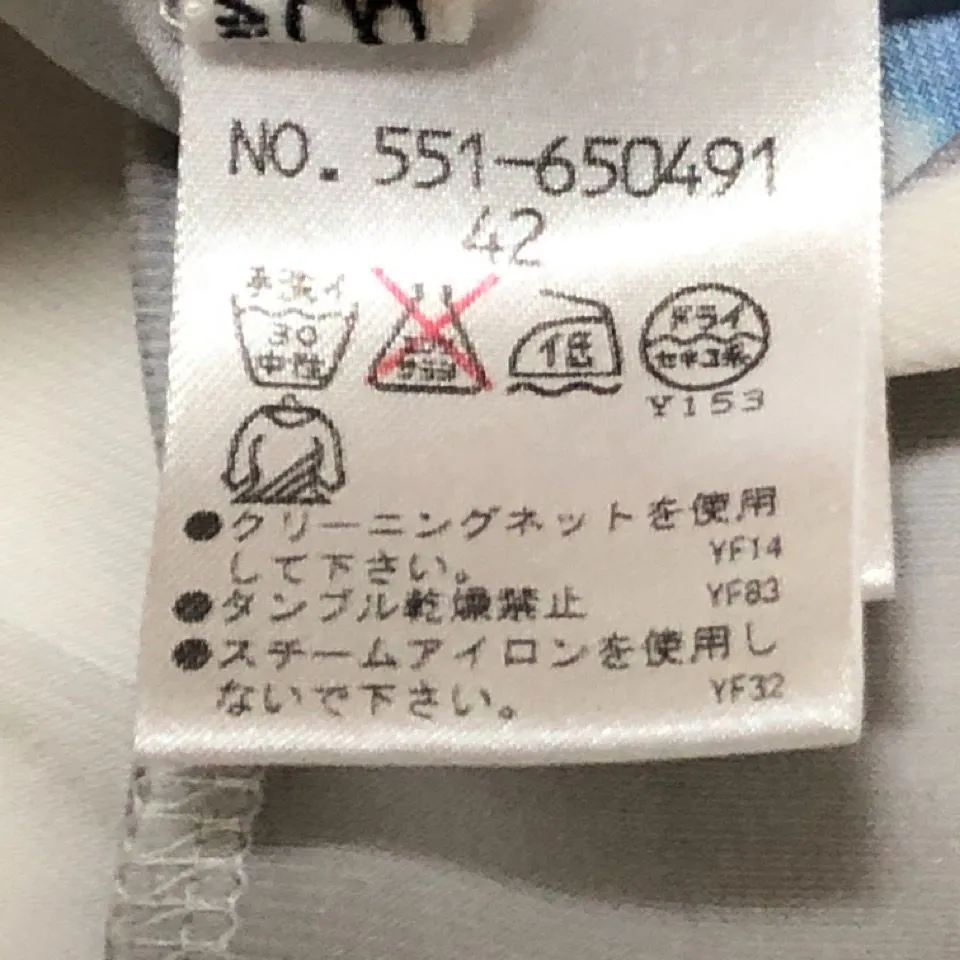 NO. 551-650491
42
手洗イ
30
中性
低
ドライ
セキユ系
Y153
●クリーニングネットを使用
して下さい。 YF14
●タンブル乾燥禁止 YF83
●スチームアイロンを使用し
ないで下さい。 YF32